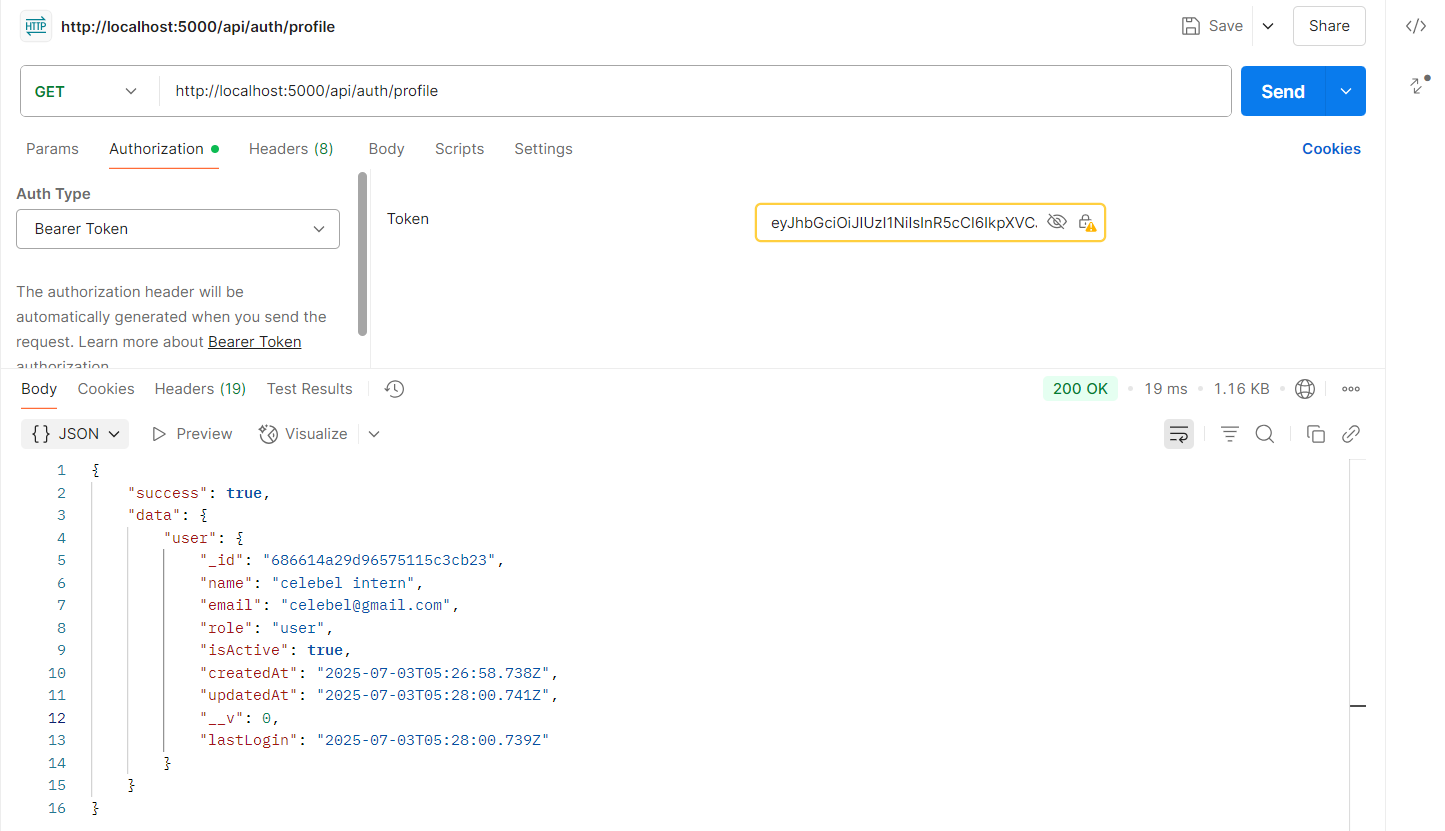 HTTP http://localhost:5000/api/auth/profile Save Share
GET http://localhost:5000/api/auth/profile Send
Params Authorization Headers (8) Body Scripts Settings Cookies
Auth Type
Bearer Token
Token eyJhbGciOiJIUzI1NiIsInR5cCI6IkpXVC.
The authorization header will be
automatically generated when you send the
request. Learn more about Bearer Token
authorization
Body Cookies Headers (19) Test Results 200 OK 19 ms 1.16 KB
{} JSON Preview Visualize
1 {
2 "success": true,
3 "data": {
4 "user": {
5 "_id": "686614a29d96575115c3cb23",
6 "name": "celebel intern",
7 "email": "celebel@gmail.com",
8 "role": "user",
9 "isActive": true,
10 "createdAt": "2025-07-03T05:26:58.738Z",
11 "updatedAt": "2025-07-03T05:28:00.741Z",
12 "__v": 0,
13 "lastLogin": "2025-07-03T05:28:00.739Z"
14 }
15 }
16 }